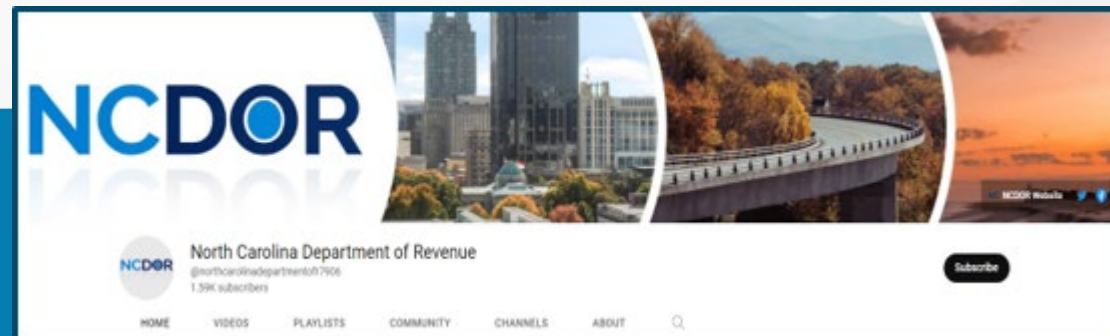 NCDOR
NCDOR Website
NCDOR
North Carolina Department of Revenue
@northcarolinadepartmentofr7906
1.59K subscribers
Subscribe
HOME VIDEOS PLAYLISTS COMMUNITY CHANNELS ABOUT